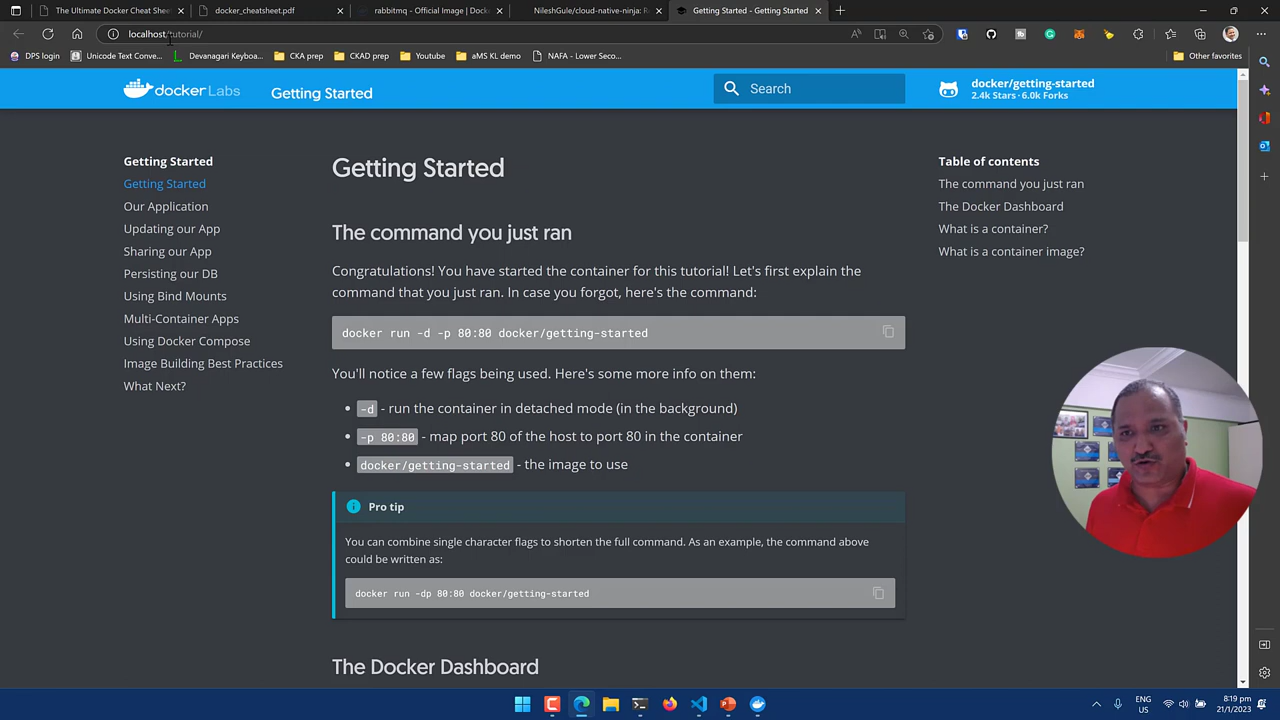 The Ultimate Docker Cheat Sheet
docker_cheatsheet.pdf
rabbitmq - Official Image | Docke
NileshGule/cloud-native-ninja: Re
Getting Started - Getting Started
localhost/tutorial/
DPS login
Unicode Text Conve...
Devanagari Keyboa...
CKA prep
CKAD prep
Youtube
aMS KL demo
NAFA - Lower Seco...
Other favorites
docker Labs
Getting Started
Search
docker/getting-started
2.4k Stars · 6.0k Forks
Getting Started
Getting Started
Our Application
Updating our App
Sharing our App
Persisting our DB
Using Bind Mounts
Multi-Container Apps
Using Docker Compose
Image Building Best Practices
What Next?
Getting Started
The command you just ran
Congratulations! You have started the container for this tutorial! Let's first explain the
command that you just ran. In case you forgot, here's the command:
docker run -d -p 80:80 docker/getting-started
You'll notice a few flags being used. Here's some more info on them:
-d - run the container in detached mode (in the background)
-p 80:80 - map port 80 of the host to port 80 in the container
docker/getting-started - the image to use
Pro tip
You can combine single character flags to shorten the full command. As an example, the command above
could be written as:
docker run -dp 80:80 docker/getting-started
The Docker Dashboard
Table of contents
The command you just ran
The Docker Dashboard
What is a container?
What is a container image?
ENG
US
8:19 pm
21/1/2023